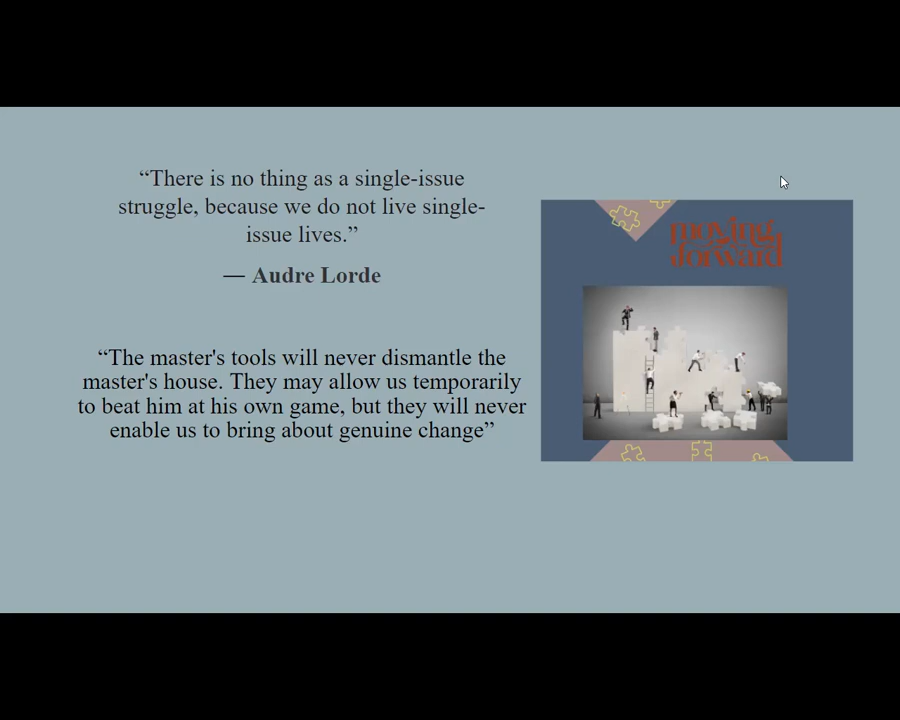 “There is no thing as a single-issue
struggle, because we do not live single-
issue lives.”
— Audre Lorde
“The master's tools will never dismantle the
master's house. They may allow us temporarily
to beat him at his own game, but they will never
enable us to bring about genuine change”
moving
forward